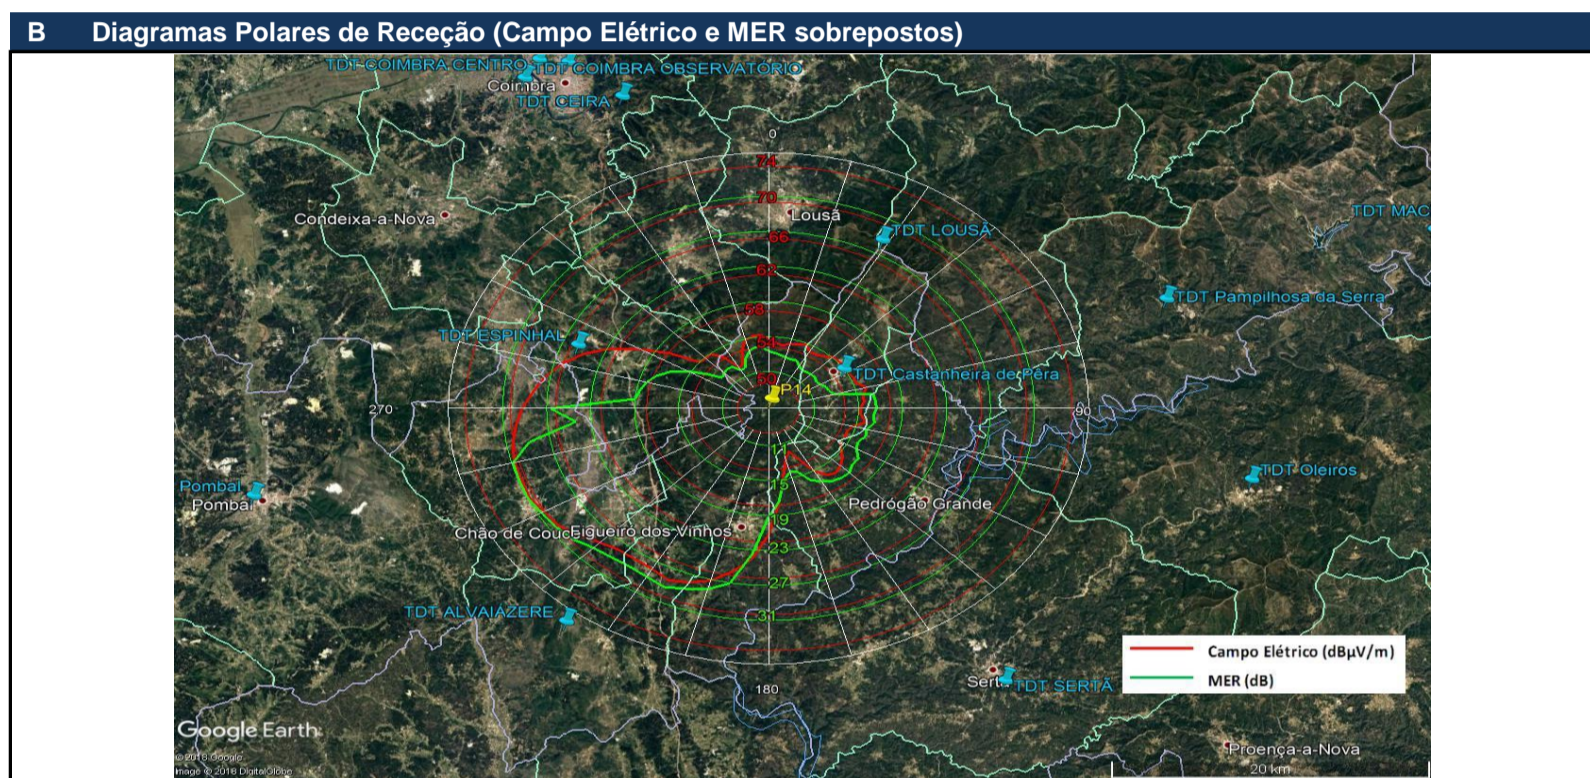 B Diagramas Polares de Receção (Campo Elétrico e MER sobrepostos)
TDT COIMBRA CENTRO
TDT COIMBRA OBSERVATÓRIO
Coimbra
TDT CEIRA
0
74
70
Condeixa-a-Nova
Lousã
TDT MAC
66
TDT LOUSÃ
62
TDT Pampilhosa da Serra
58
TDT ESPINHAL
54
TDT Castanheira de Pêra
50
P14
270
90
11
TDT Oleiros
15
Pombal
Pombal
Pedrógão Grande
19
Chão de Couc
Figueiró dos Vinhos
23
27
TDT ALVAIÁZERE
31
Campo Elétrico (dBµV/m)
MER (dB)
180
Sertã
TDT SERTÃ
Google Earth
Proença-a-Nova
© 2018 Google
Image © 2018 DigitalGlobe
20 km